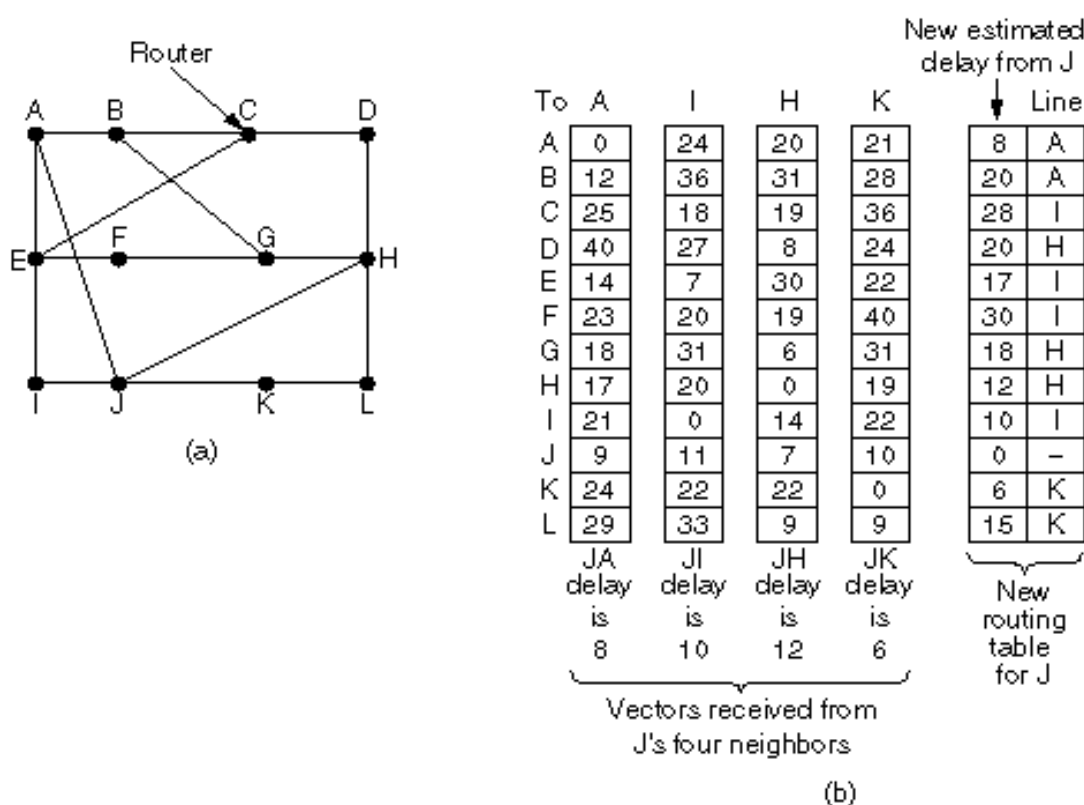 Router
A B C D
E F G H
I J K L
(a)
New estimated
delay from J
To A I H K Line
A 0 24 20 21 8 A
B 12 36 31 28 20 A
C 25 18 19 36 28 I
D 40 27 8 24 20 H
E 14 7 30 22 17 I
F 23 20 19 40 30 I
G 18 31 6 31 18 H
H 17 20 0 19 12 H
I 21 0 14 22 10 I
J 9 11 7 10 0 –
K 24 22 22 0 6 K
L 29 33 9 9 15 K
JA JI JH JK
delay delay delay delay
is is is is
8 10 12 6
New
routing
table
for J
Vectors received from
J's four neighbors
(b)